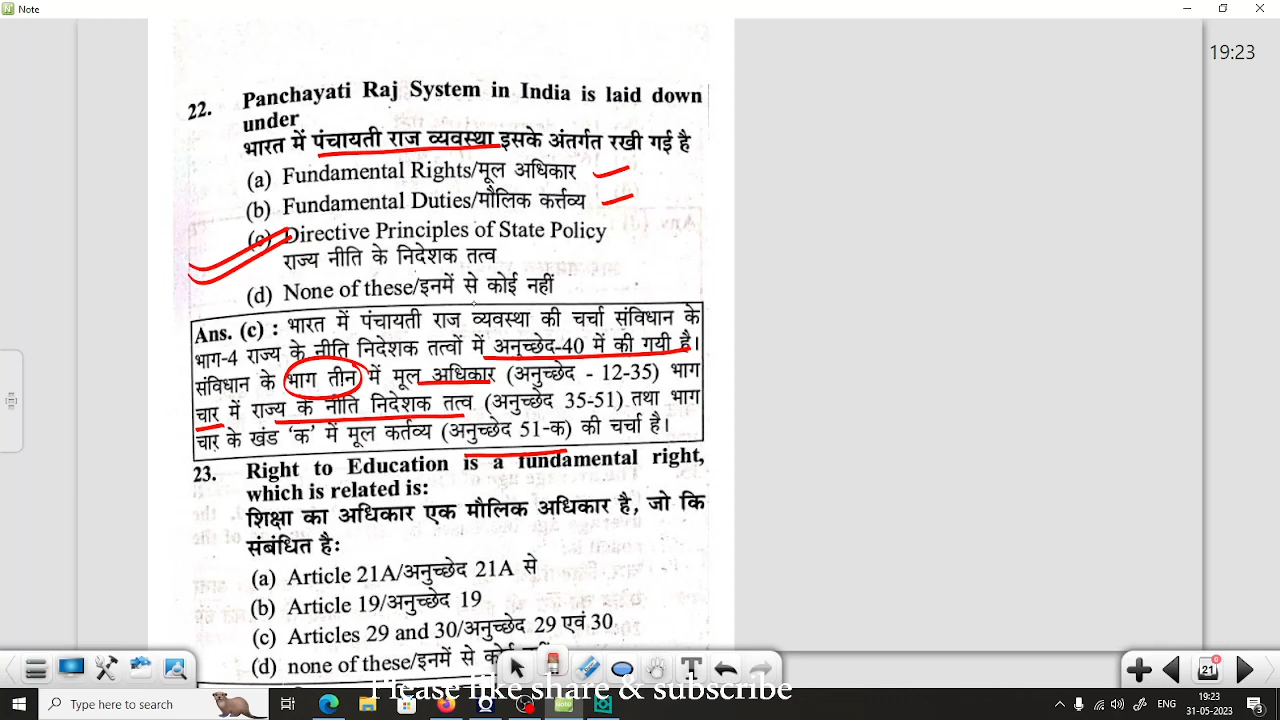 Note
19:23
22. Panchayati Raj System in India is laid down
under
भारत में पंचायती राज व्यवस्था इसके अंतर्गत रखी गई है
(a) Fundamental Rights/मूल अधिकार
(b) Fundamental Duties/मौलिक कर्त्तव्य
(c) Directive Principles of State Policy
राज्य नीति के निदेशक तत्व
(d) None of these/इनमें से कोई नहीं
Ans. (c) : भारत में पंचायती राज व्यवस्था की चर्चा संविधान के
भाग-4 राज्य के नीति निदेशक तत्वों में अनुच्छेद-40 में की गयी है।
संविधान के भाग तीन में मूल अधिकार (अनुच्छेद - 12-35) भाग
चार में राज्य के नीति निदेशक तत्व (अनुच्छेद 35-51) तथा भाग
चार के खंड 'क' में मूल कर्तव्य (अनुच्छेद 51-क) की चर्चा है।
23. Right to Education is a fundamental right,
which is related is:
शिक्षा का अधिकार एक मौलिक अधिकार है, जो कि
संबंधित है:
(a) Article 21A/अनुच्छेद 21A से
(b) Article 19/अनुच्छेद 19
(c) Articles 29 and 30/अनुच्छेद 29 एवं 30
(d) none of these/इनमें से
21
Please like share & subscribe
Type here to search
ENG
19:23
31-05-2023